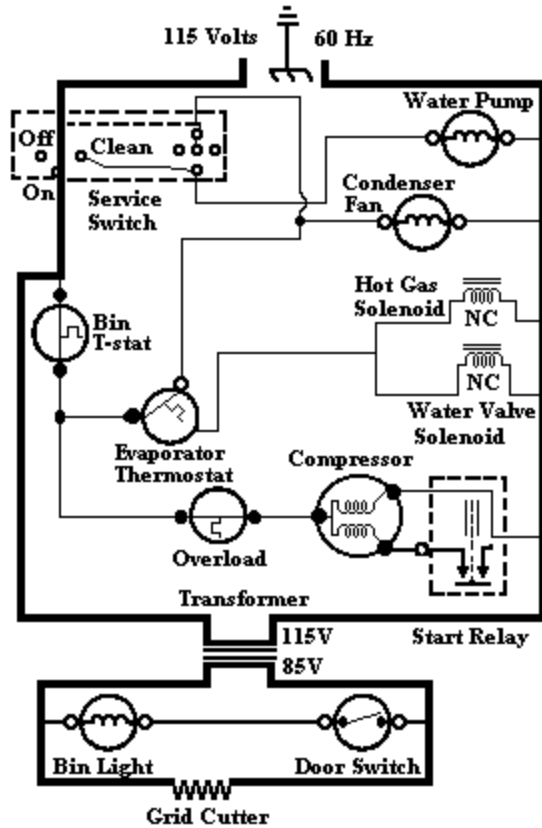 115 Volts
60 Hz
Water Pump
Off
Clean
On
Service
Switch
Condenser
Fan
Hot Gas
Solenoid
NC
Bin
T-stat
NC
Water Valve
Solenoid
Evaporator
Thermostat
Compressor
Overload
Transformer
115V
Start Relay
85V
Bin Light
Door Switch
Grid Cutter